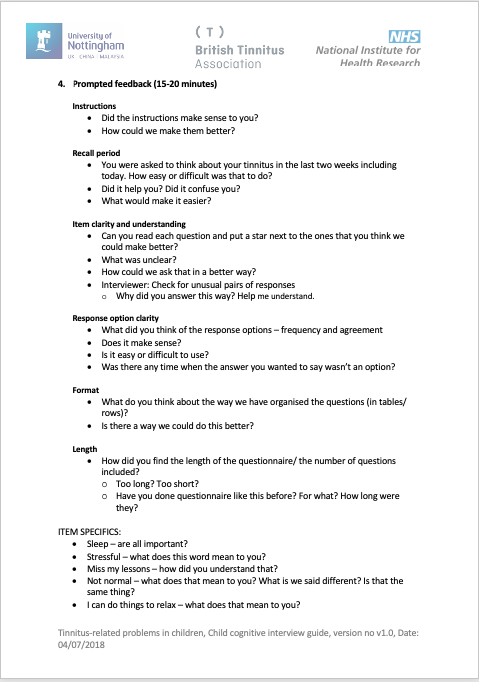 University of
Nottingham
UK | CHINA | MALAYSIA
( T )
British Tinnitus
Association
NHS
National Institute for
Health Research
4. Prompted feedback (15-20 minutes)
Instructions
• Did the instructions make sense to you?
• How could we make them better?
Recall period
• You were asked to think about your tinnitus in the last two weeks including
today. How easy or difficult was that to do?
• Did it help you? Did it confuse you?
• What would make it easier?
Item clarity and understanding
• Can you read each question and put a star next to the ones that you think we
could make better?
• What was unclear?
• How could we ask that in a better way?
• Interviewer: Check for unusual pairs of responses
o Why did you answer this way? Help me understand.
Response option clarity
• What did you think of the response options – frequency and agreement
• Does it make sense?
• Is it easy or difficult to use?
• Was there any time when the answer you wanted to say wasn't an option?
Format
• What do you think about the way we have organised the questions (in tables/
rows)?
• Is there a way we could do this better?
Length
• How did you find the length of the questionnaire/ the number of questions
included?
o Too long? Too short?
o Have you done questionnaire like this before? For what? How long were
they?
ITEM SPECIFICS:
• Sleep – are all important?
• Stressful – what does this word mean to you?
• Miss my lessons – how did you understand that?
• Not normal – what does that mean to you? What is we said different? Is that the
same thing?
• I can do things to relax – what does that mean to you?
Tinnitus-related problems in children, Child cognitive interview guide, version no v1.0, Date:
04/07/2018